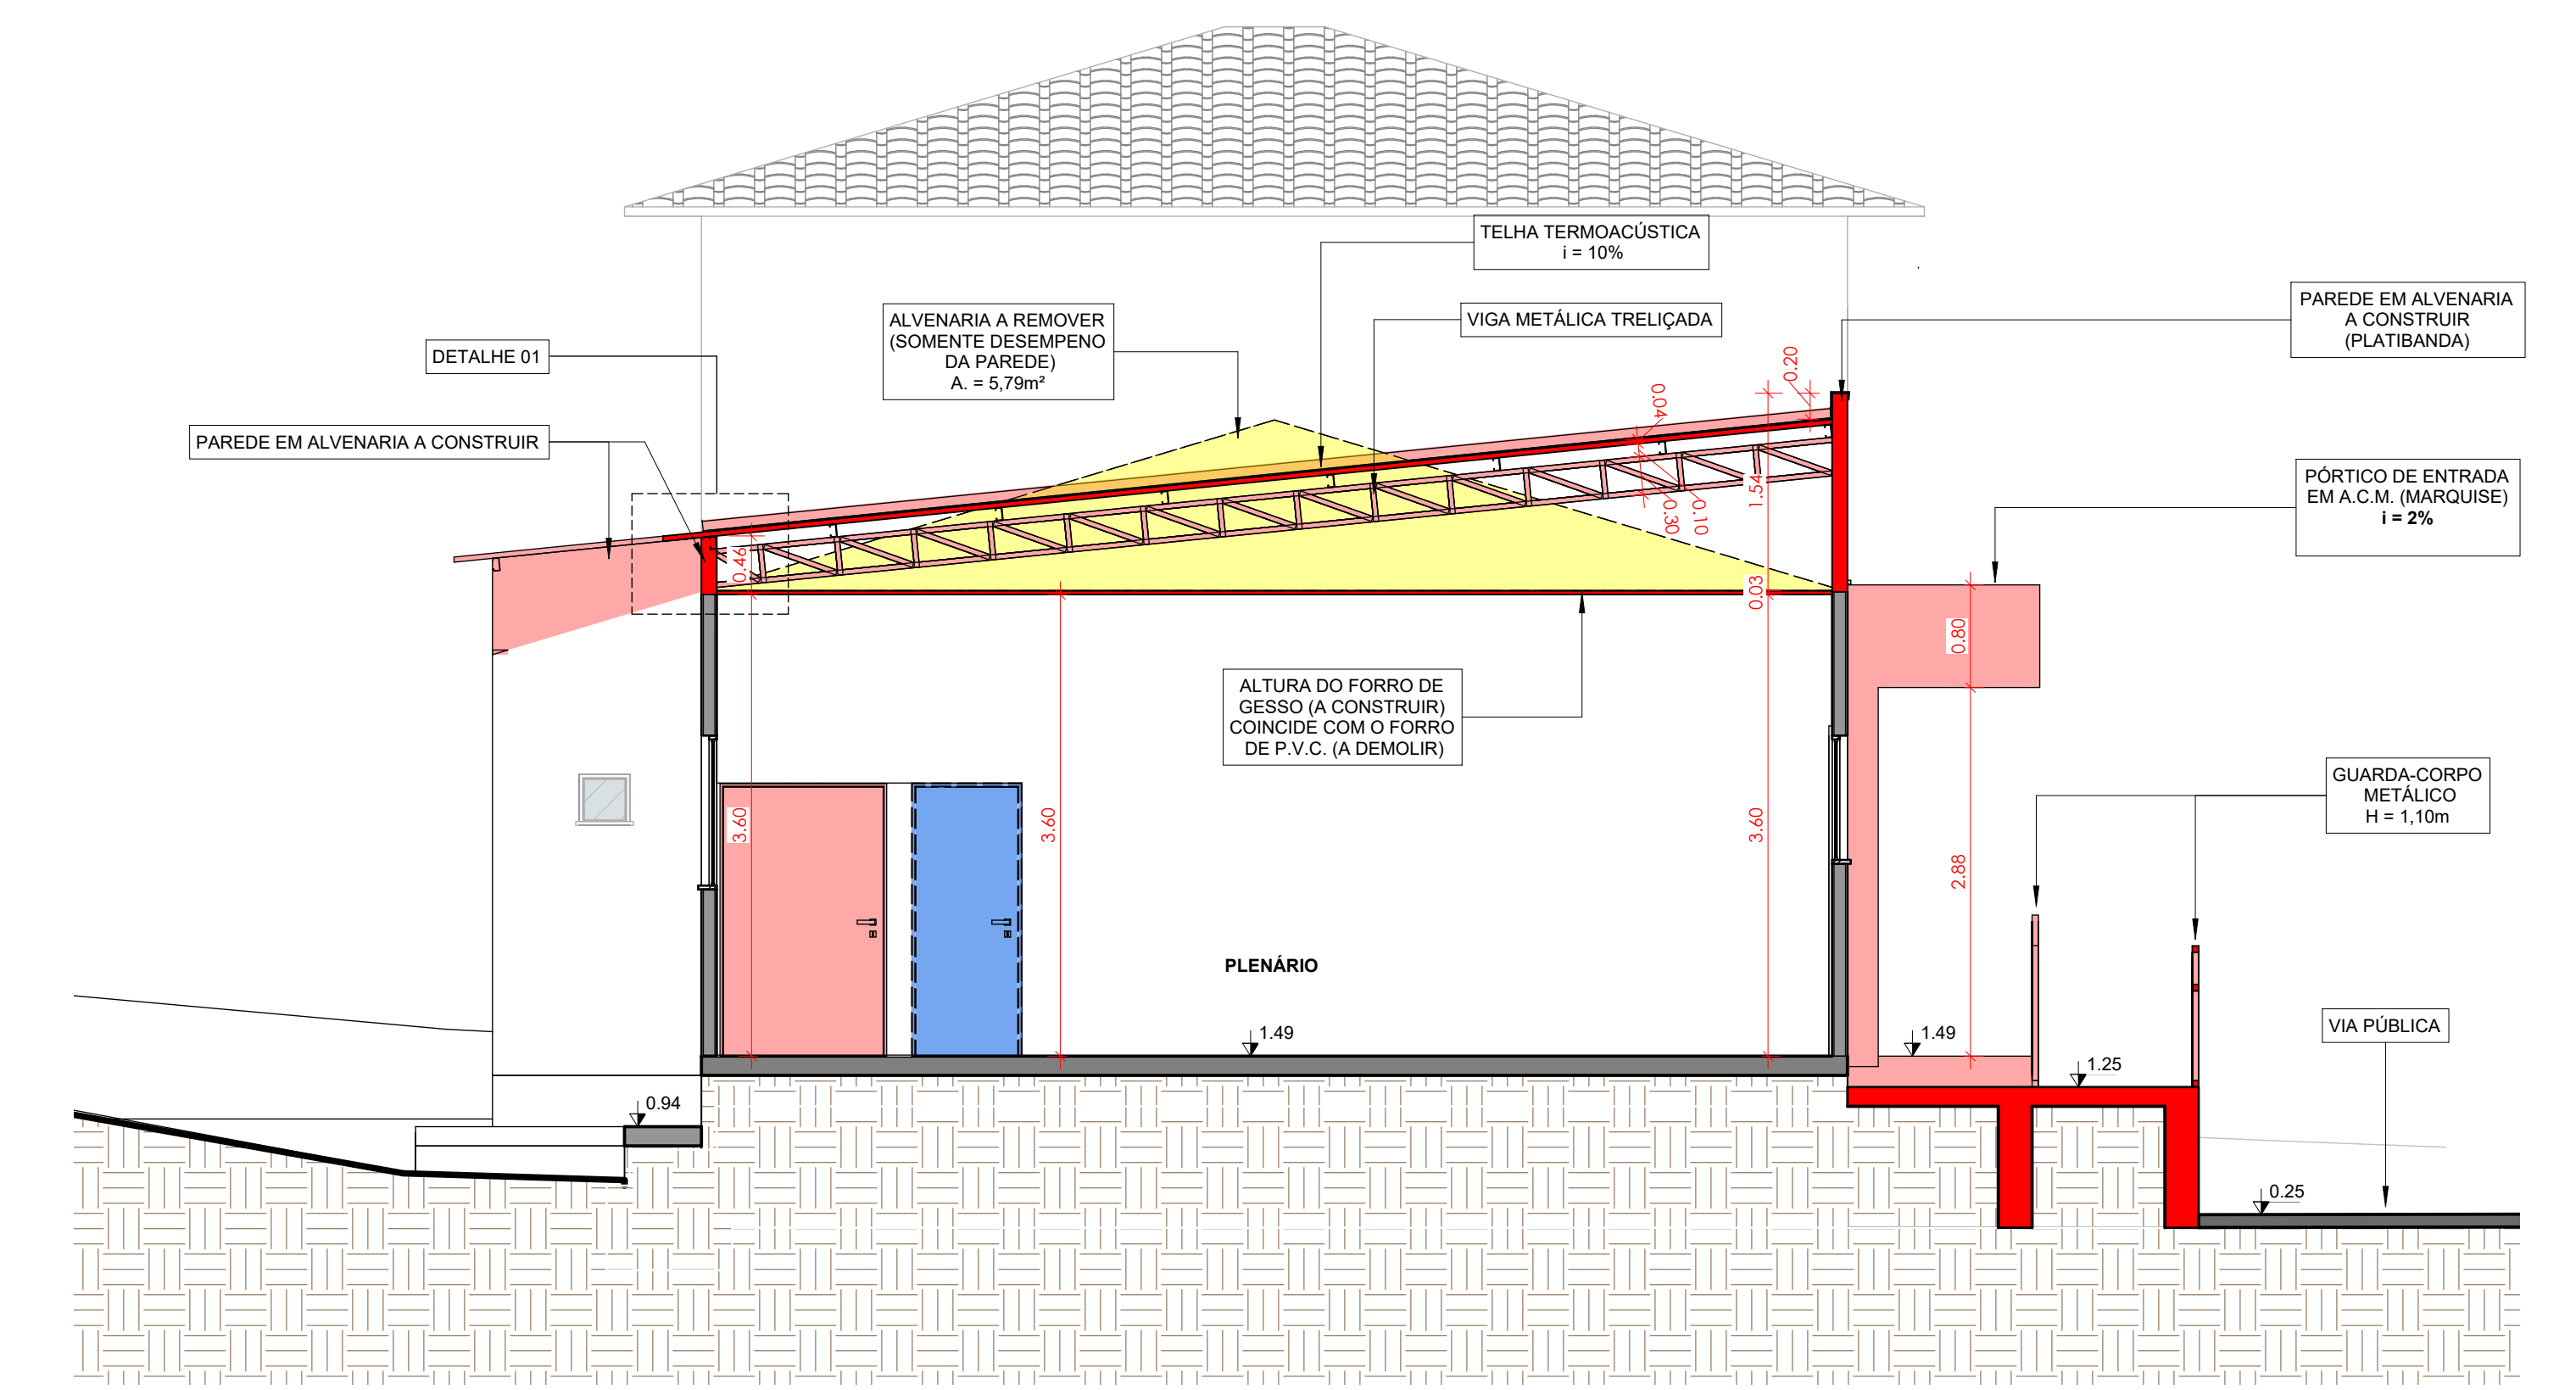 TELHA TERMOACÚSTICA
i = 10%
ALVENARIA A REMOVER
(SOMENTE DESEMPENO
DA PAREDE)
A. = 5,79m²
VIGA METÁLICA TRELIÇADA
PAREDE EM ALVENARIA
A CONSTRUIR
(PLATIBANDA)
DETALHE 01
PAREDE EM ALVENARIA A CONSTRUIR
0.20
0.04
1.54
0.30
0.10
0.46
0.03
PÓRTICO DE ENTRADA
EM A.C.M. (MARQUISE)
i = 2%
0.80
ALTURA DO FORRO DE
GESSO (A CONSTRUIR)
COINCIDE COM O FORRO
DE P.V.C. (A DEMOLIR)
GUARDA-CORPO
METÁLICO
H = 1,10m
3.60
3.60
3.60
2.88
PLENÁRIO
1.49
1.49
1.25
VIA PÚBLICA
0.94
0.25